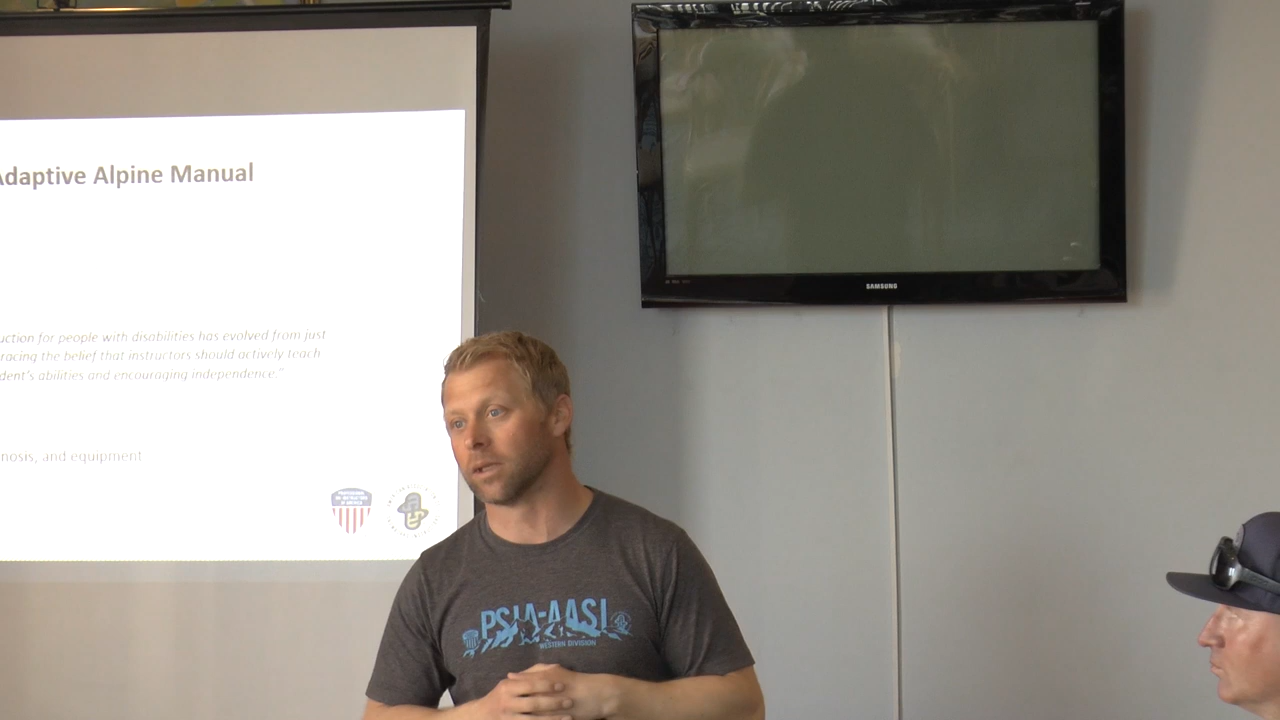 Adaptive Alpine Manual
uction for people with disabilities has evolved from just
racing the belief that instructors should actively teach
dent's abilities and encouraging independence."
nosis, and equipment
SAMSUNG
PSIA-AASI
WESTERN DIVISION